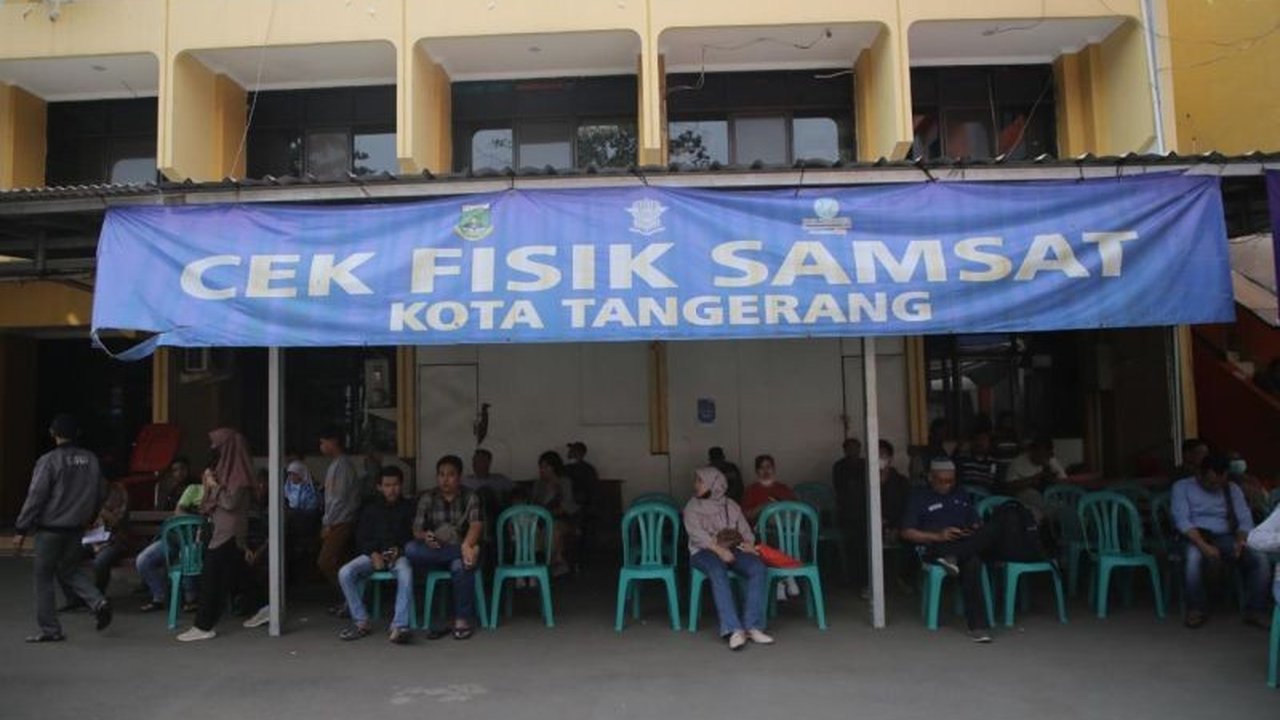 CEK FISIK SAMSAT
KOTA TANGERANG